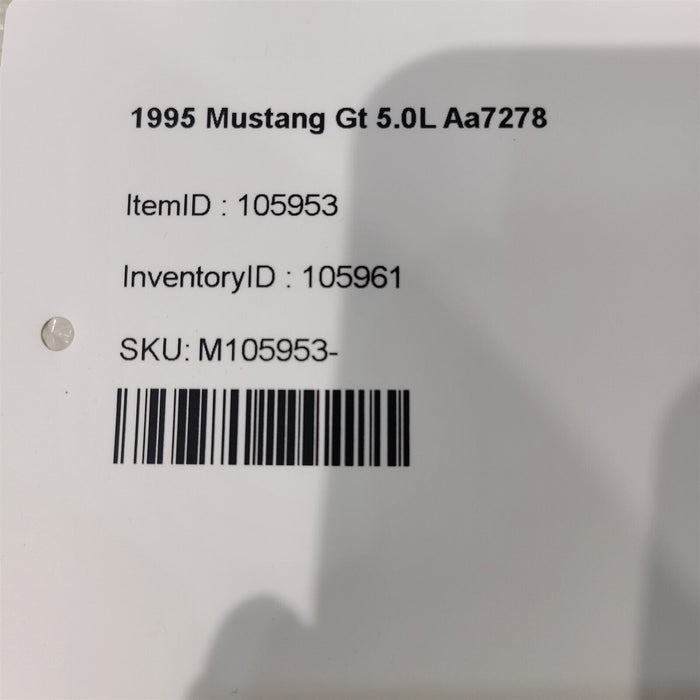 1995 Mustang Gt 5.0L Aa7278
ItemID : 105953
InventoryID : 105961
SKU: M105953-